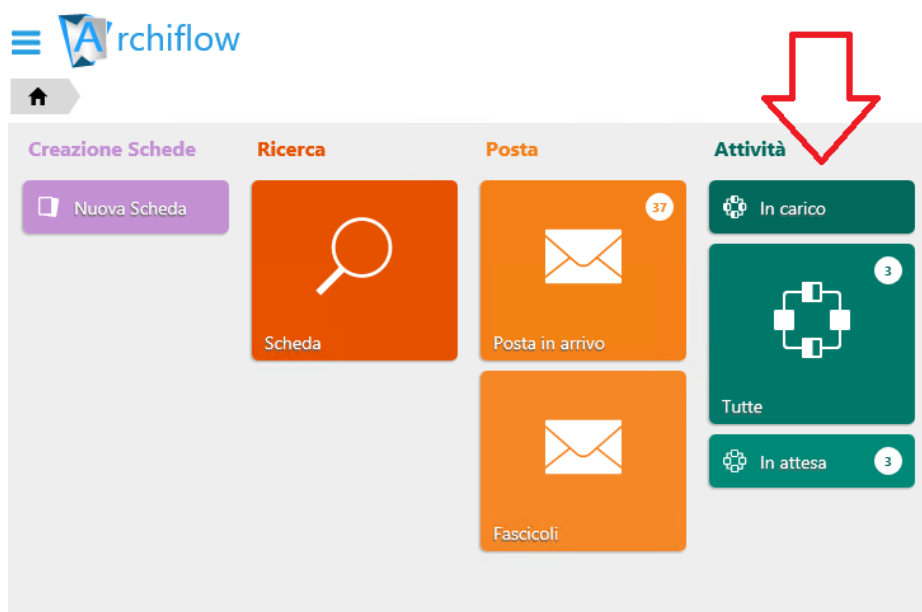 Archiflow
Creazione Schede
Nuova Scheda
Ricerca
Scheda
Posta
37
Posta in arrivo
Fascicoli
Attività
In carico
3
Tutte
In attesa
3